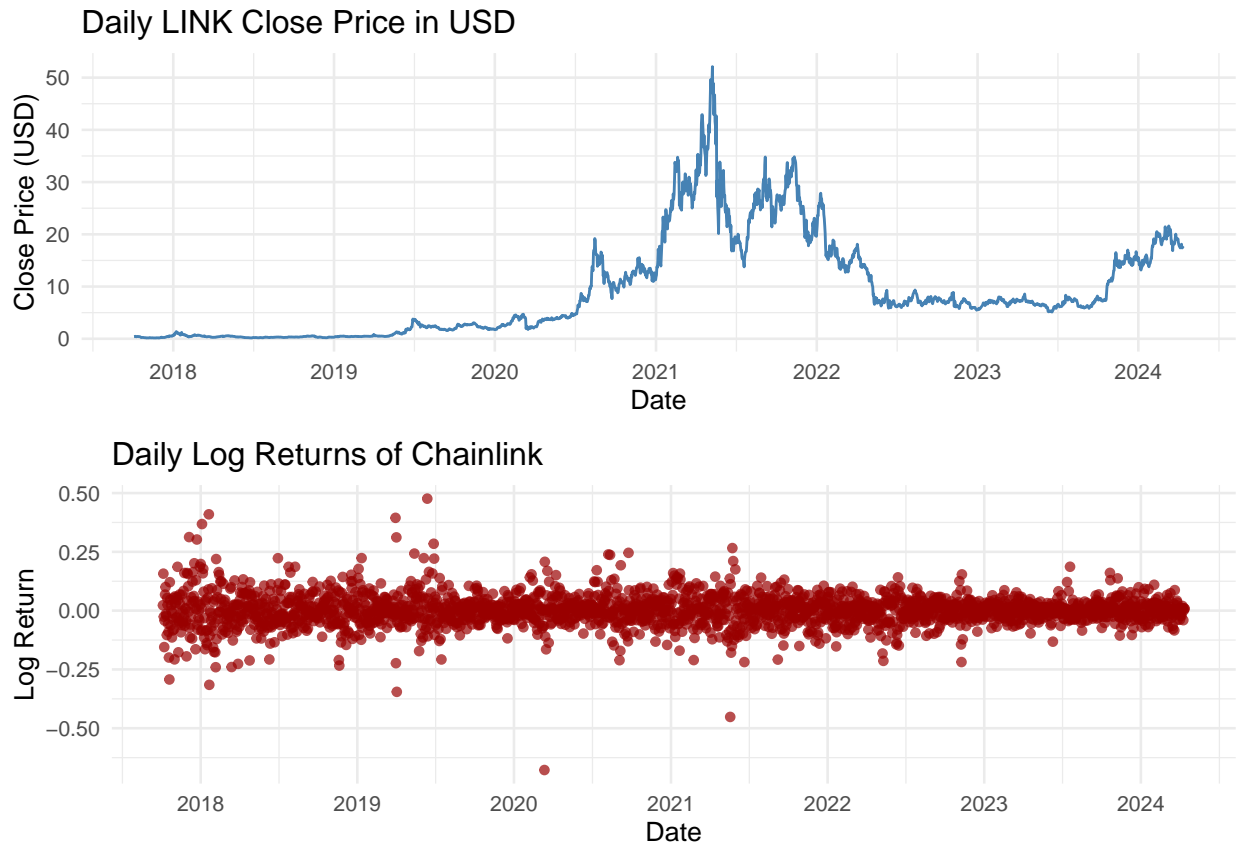 Daily LINK Close Price in USD
Close Price (USD)
50
40
30
20
10
0
2018 2019 2020 2021 2022 2023 2024
Date
Daily Log Returns of Chainlink
Log Return
0.50
0.25
0.00
−0.25
−0.50
2018 2019 2020 2021 2022 2023 2024
Date